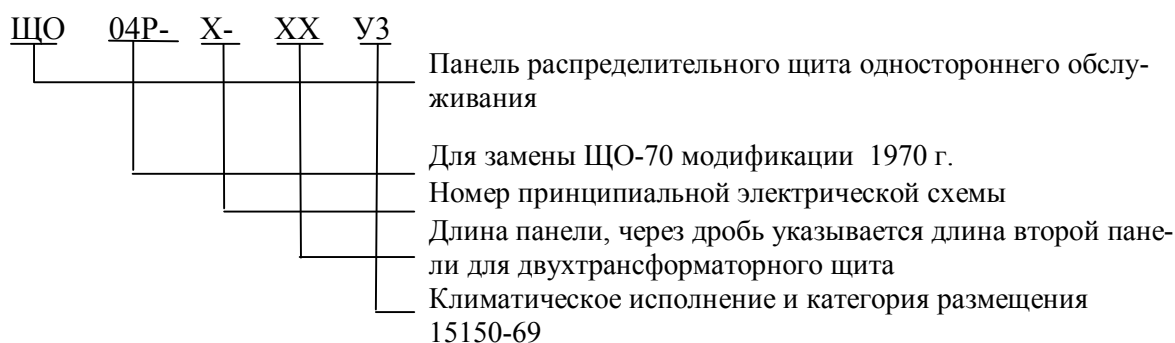 ЩО 04Р- Х- ХХ У3
Панель распределительного щита одностороннего обслу-
живания
Для замены ЩО-70 модификации 1970 г.
Номер принципиальной электрической схемы
Длина панели, через дробь указывается длина второй пане-
ли для двухтрансформаторного щита
Климатическое исполнение и категория размещения
15150-69